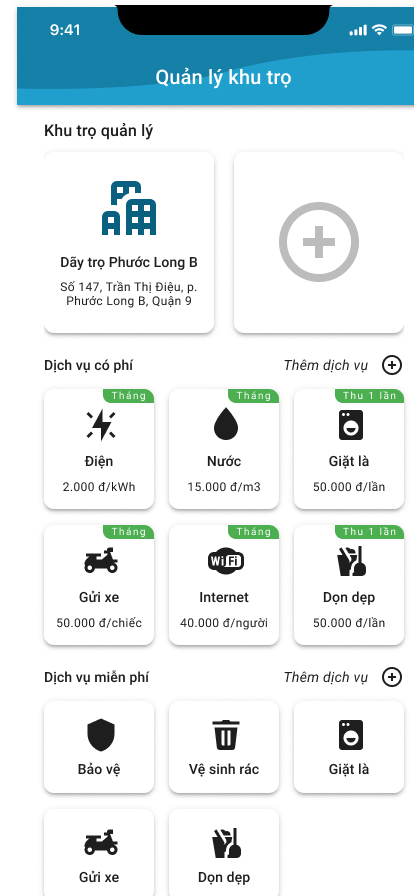 9:41
Quản lý khu trọ
Khu trọ quản lý
Dãy trọ Phước Long B
Số 147, Trần Thị Điệu, p.
Phước Long B, Quận 9
Dịch vụ có phí
Thêm dịch vụ
Tháng
Tháng
Thu 1 lần
Điện
Nước
Giặt là
2.000 đ/kWh
15.000 đ/m3
50.000 đ/lần
Tháng
Tháng
Thu 1 lần
WiFi
Gửi xe
Internet
Dọn dẹp
50.000 đ/chiếc
40.000 đ/người
50.000 đ/lần
Dịch vụ miễn phí
Thêm dịch vụ
Bảo vệ
Vệ sinh rác
Giặt là
Gửi xe
Dọn dẹp